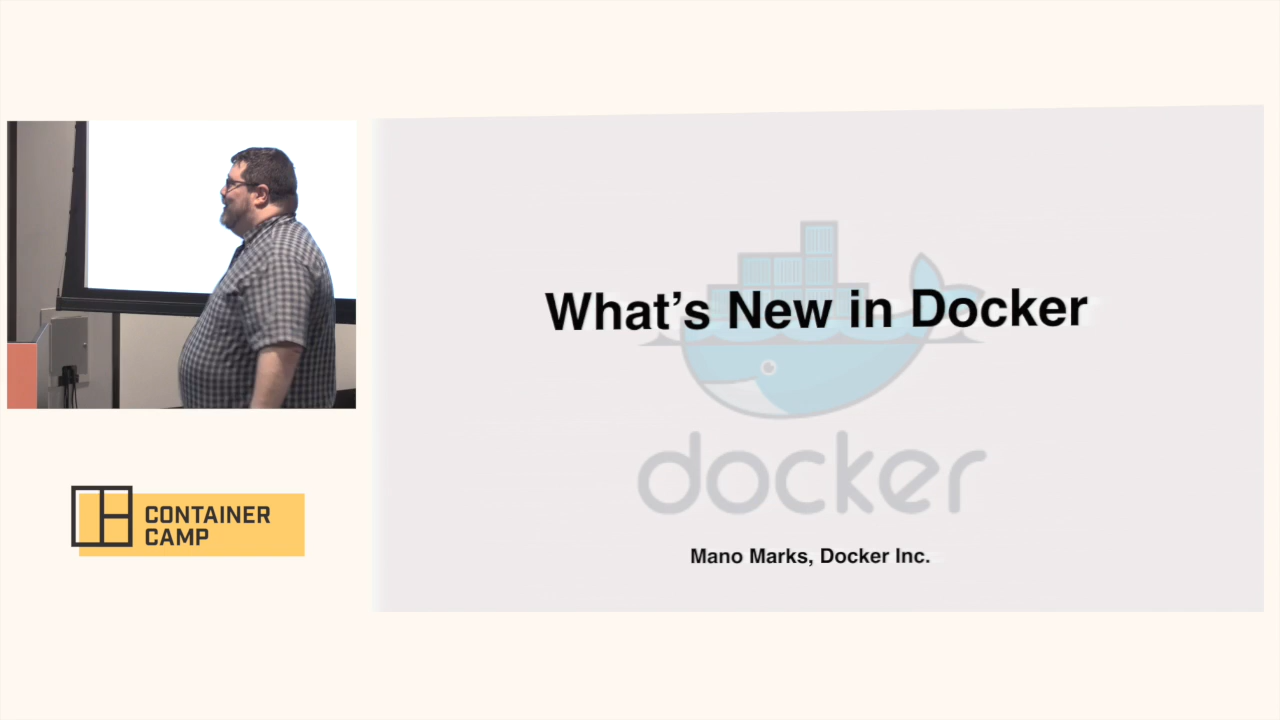 What's New in Docker
docker
Mano Marks, Docker Inc.
CONTAINER
CAMP